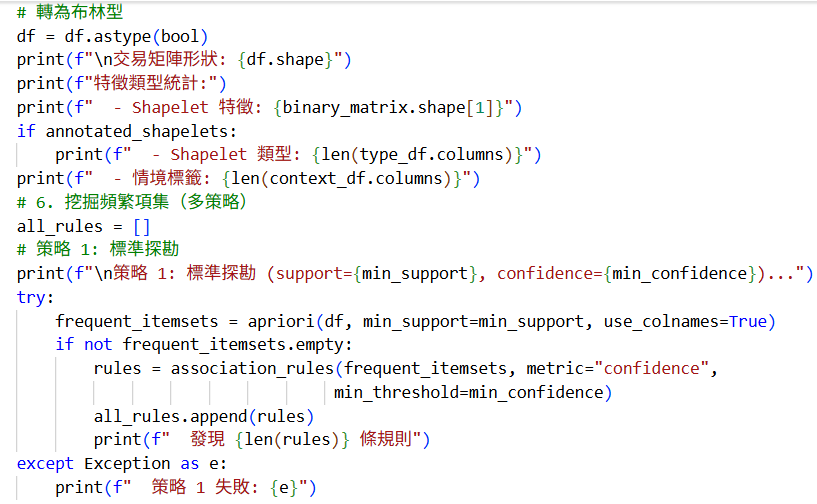 # 轉為布林型
df = df.astype(bool)
print(f"\n交易矩陣形狀: {df.shape}")
print(f"特徵類型統計:")
print(f"  - Shapelet 特徵: {binary_matrix.shape[1]}")
if annotated_shapelets:
    print(f"  - Shapelet 類型: {len(type_df.columns)}")
print(f"  - 情境標籤: {len(context_df.columns)}")
# 6. 挖掘頻繁項集（多策略）
all_rules = []
# 策略 1: 標準探勘
print(f"\n策略 1: 標準探勘 (support={min_support}, confidence={min_confidence})...")
try:
    frequent_itemsets = apriori(df, min_support=min_support, use_colnames=True)
    if not frequent_itemsets.empty:
        rules = association_rules(frequent_itemsets, metric="confidence",
                                 min_threshold=min_confidence)
        all_rules.append(rules)
        print(f"  發現 {len(rules)} 條規則")
except Exception as e:
    print(f"  策略 1 失敗: {e}")